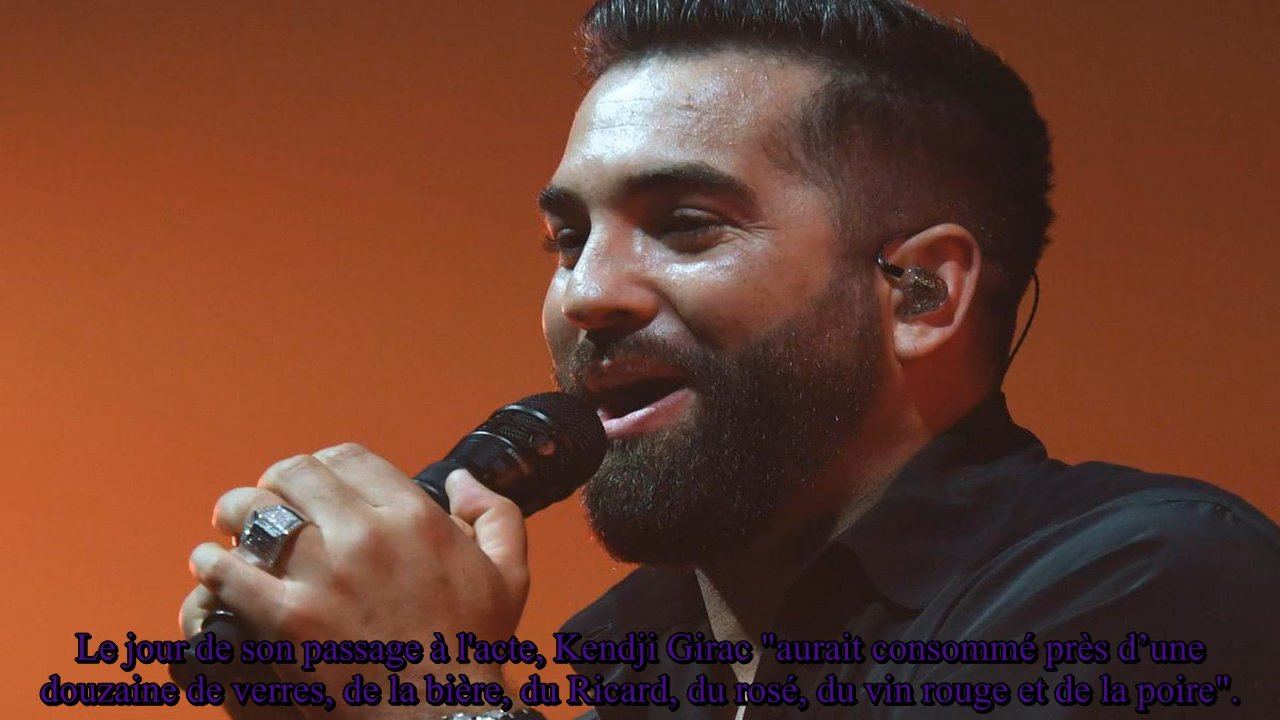 Le jour de son passage à l'acte, Kendji Girac "aurait consommé près d’une
douzaine de verres, de la bière, du Ricard, du rosé, du vin rouge et de la poire".